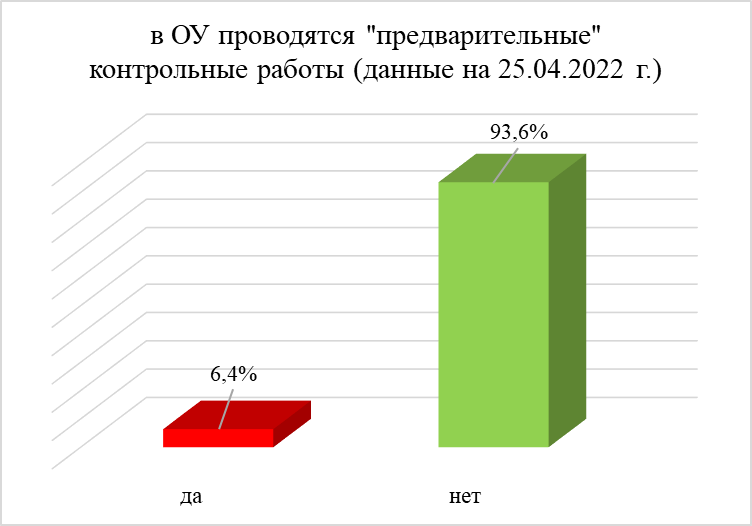 в ОУ проводятся "предварительные"
контрольные работы (данные на 25.04.2022 г.)
93,6%
6,4%
да
нет